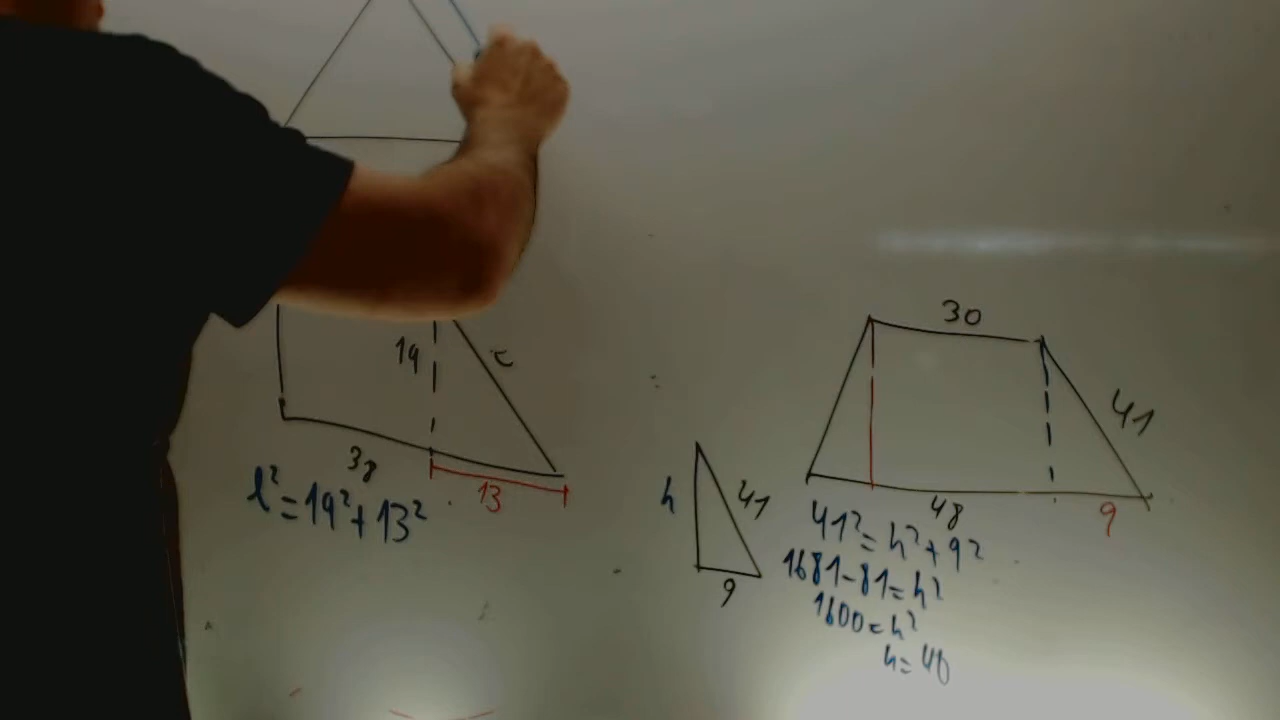 19
l
38
13
l² = 19² + 13²
30
41
48
9
h
41
9
41² = h² + 9²
1681 - 81 = h²
1600 = h²
h = 40